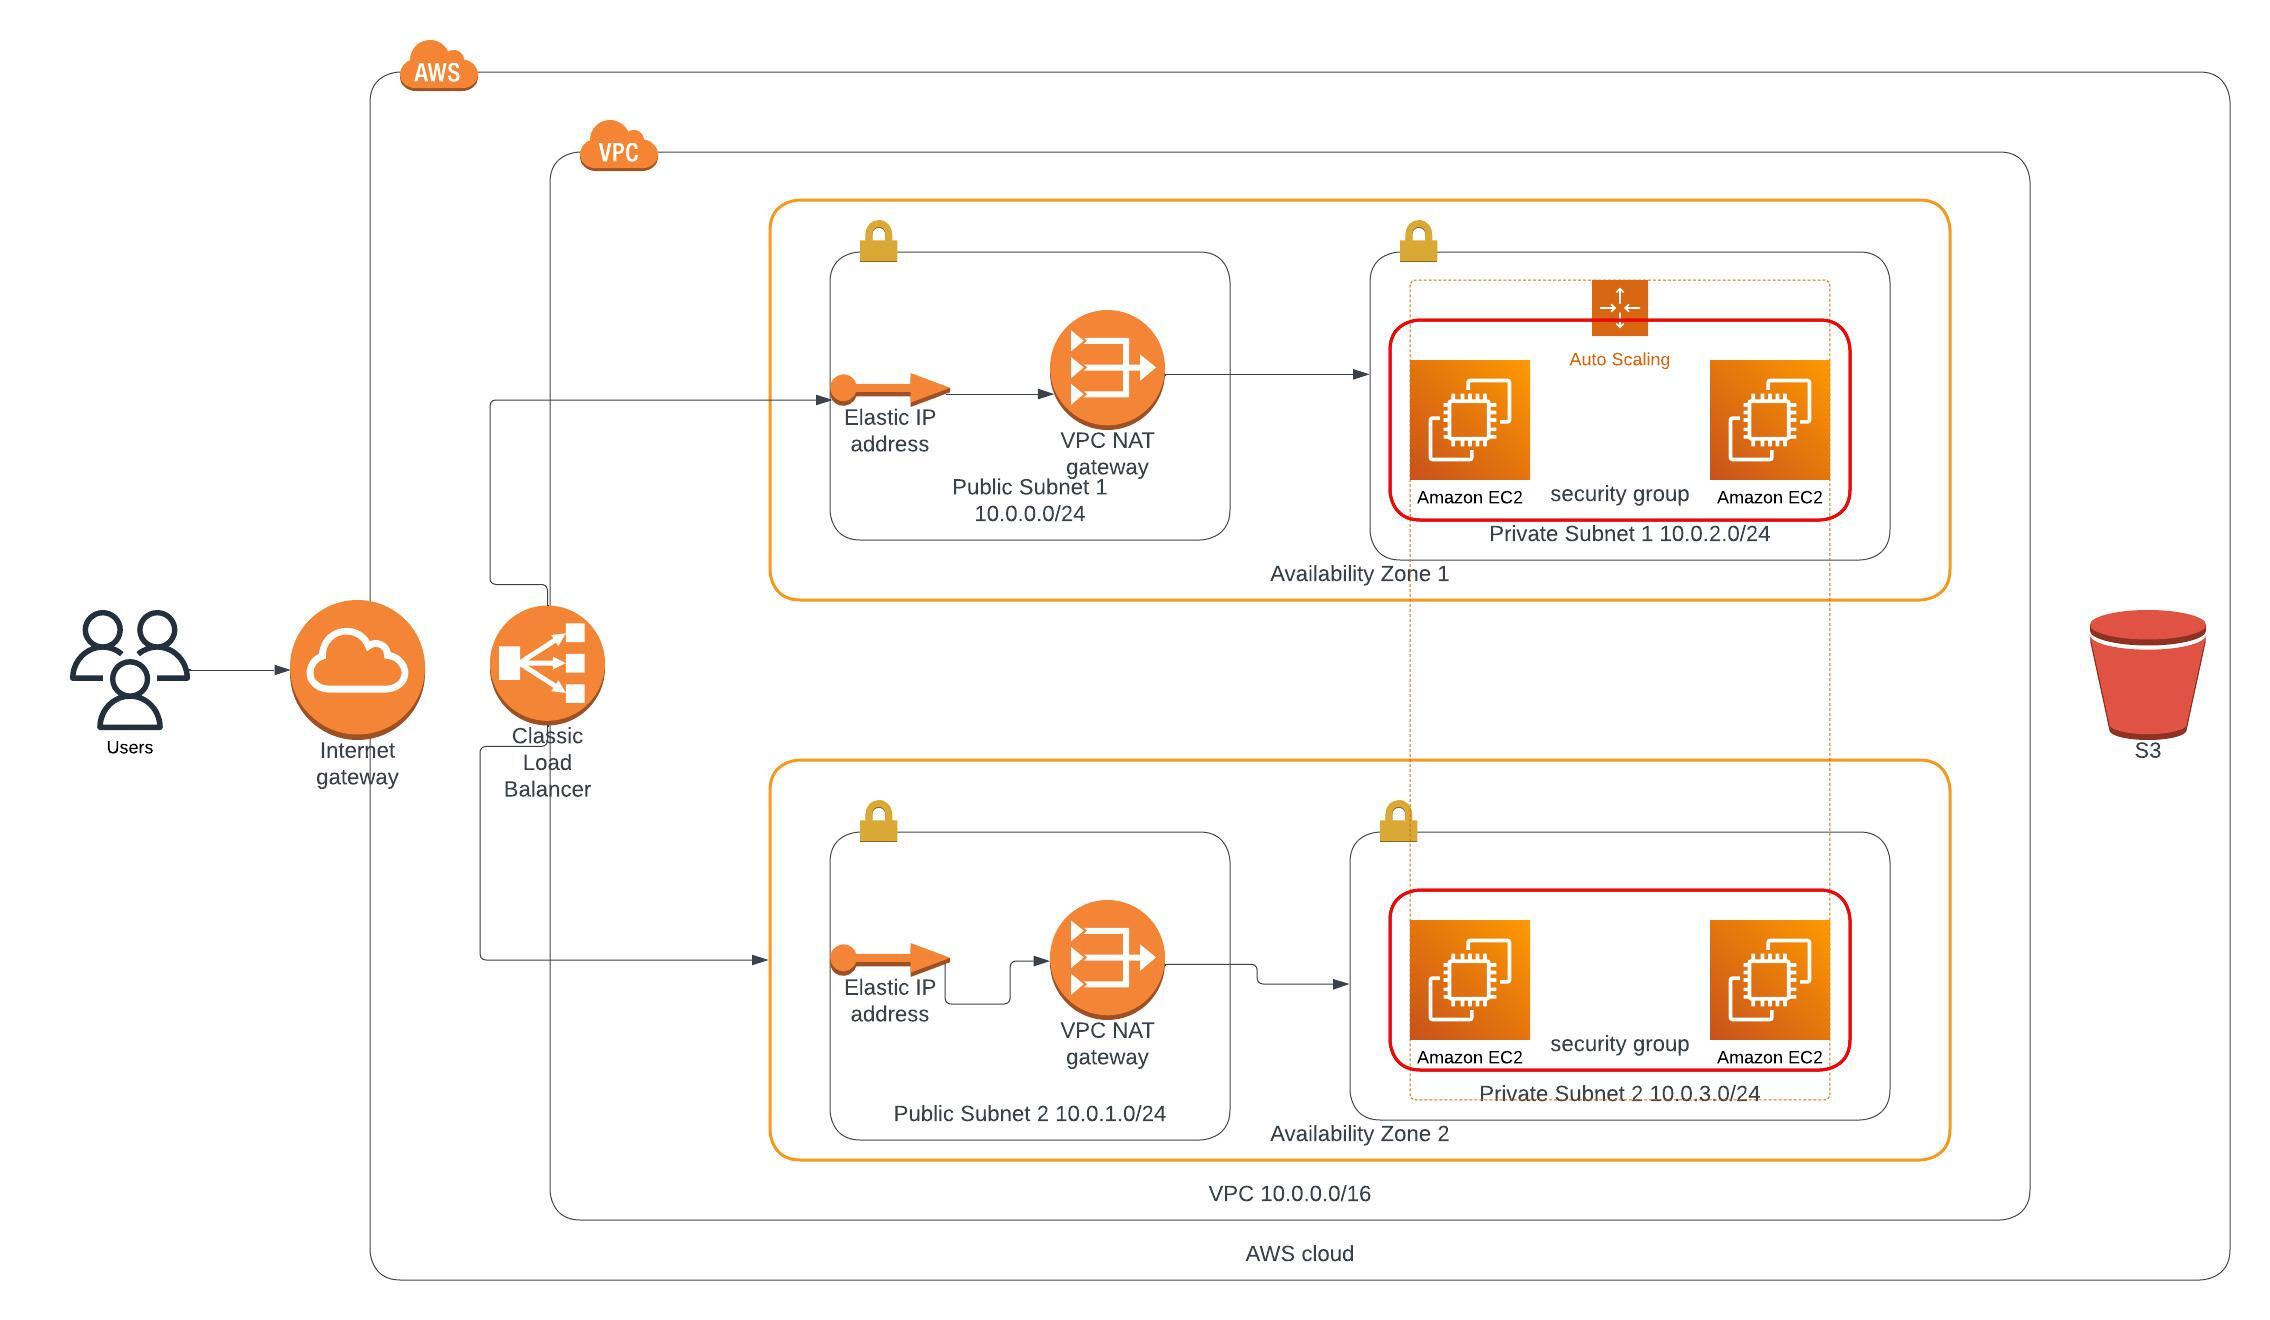 AWS
VPC
Auto Scaling
Elastic IP
address
VPC NAT
gateway
Public Subnet 1
10.0.0.0/24
Amazon EC2
security group
Amazon EC2
Private Subnet 1 10.0.2.0/24
Availability Zone 1
Users
Internet
gateway
Classic
Load
Balancer
S3
Elastic IP
address
VPC NAT
gateway
Public Subnet 2 10.0.1.0/24
Amazon EC2
security group
Amazon EC2
Private Subnet 2 10.0.3.0/24
Availability Zone 2
VPC 10.0.0.0/16
AWS cloud